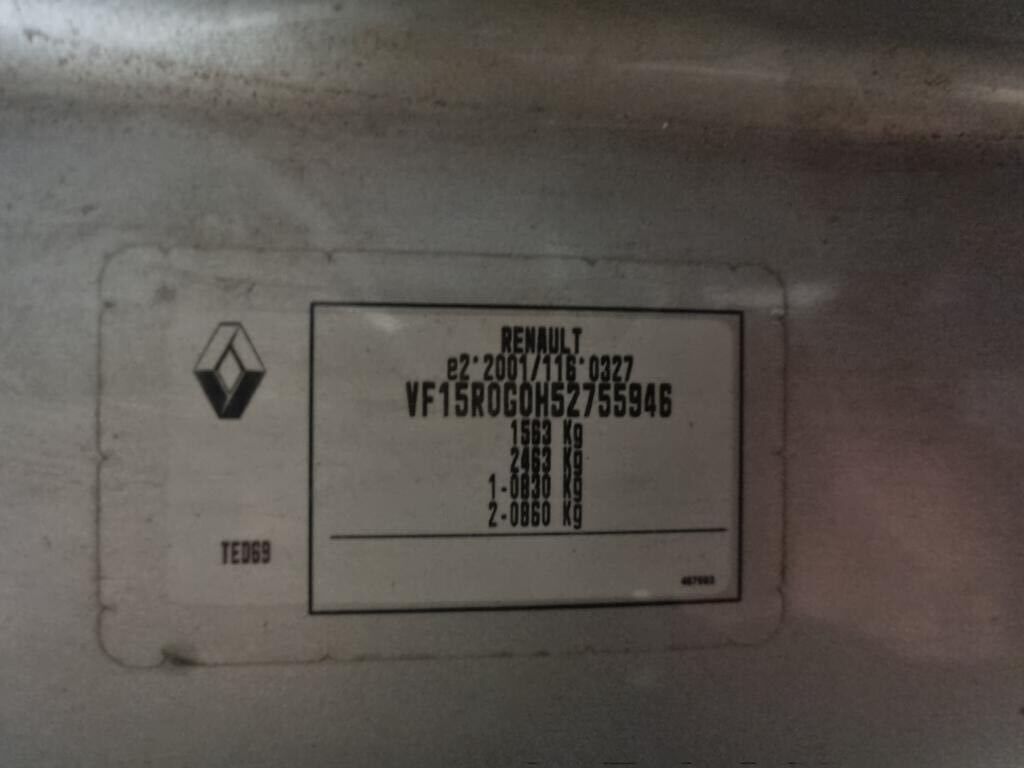 RENAULT
e2*2001/116*0327
VF15R0G0H52755946
1563 Kg
2463 Kg
1-0830 Kg
2-0860 Kg
TED69